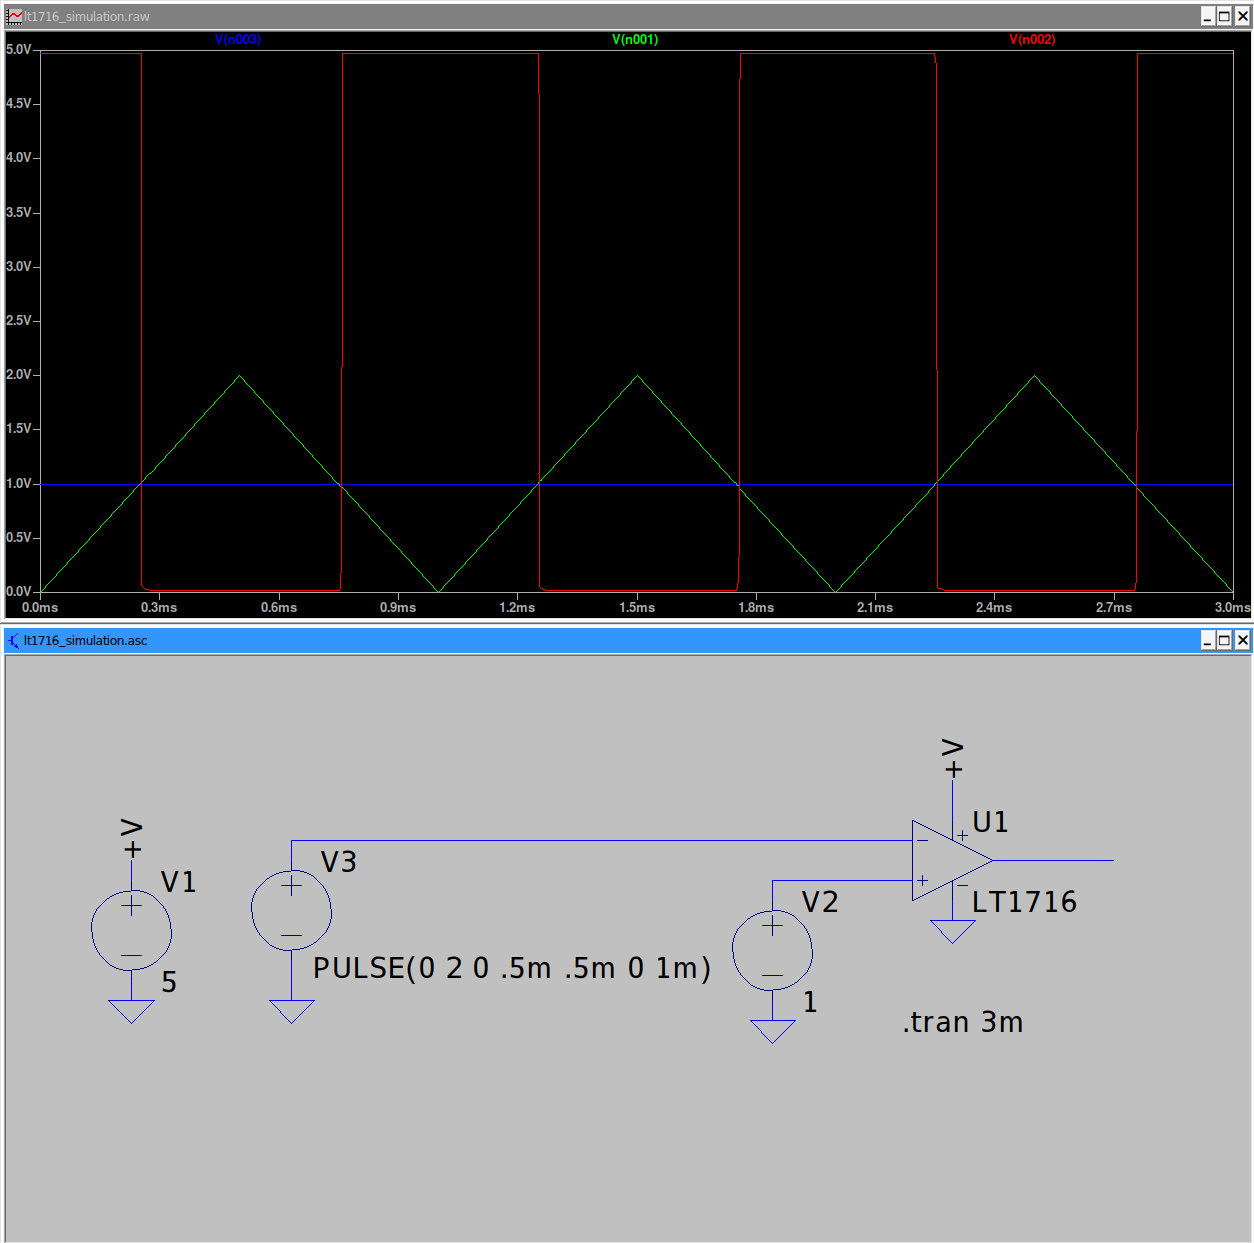 lt1716_simulation.raw
V(n003) V(n001) V(n002)
5.0V
4.5V
4.0V
3.5V
3.0V
2.5V
2.0V
1.5V
1.0V
0.5V
0.0V
0.0ms 0.3ms 0.6ms 0.9ms 1.2ms 1.5ms 1.8ms 2.1ms 2.4ms 2.7ms 3.0ms
lt1716_simulation.asc
+V
U1
+V
V3
V1
V2
LT1716
PULSE(0 2 0 .5m .5m 0 1m)
5
1
.tran 3m